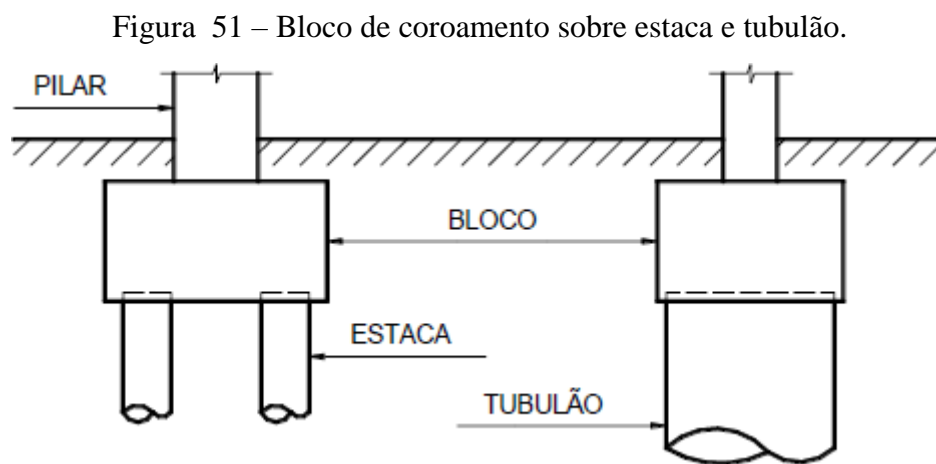 Figura 51 – Bloco de coroamento sobre estaca e tubulão.
PILAR
BLOCO
ESTACA
TUBULÃO